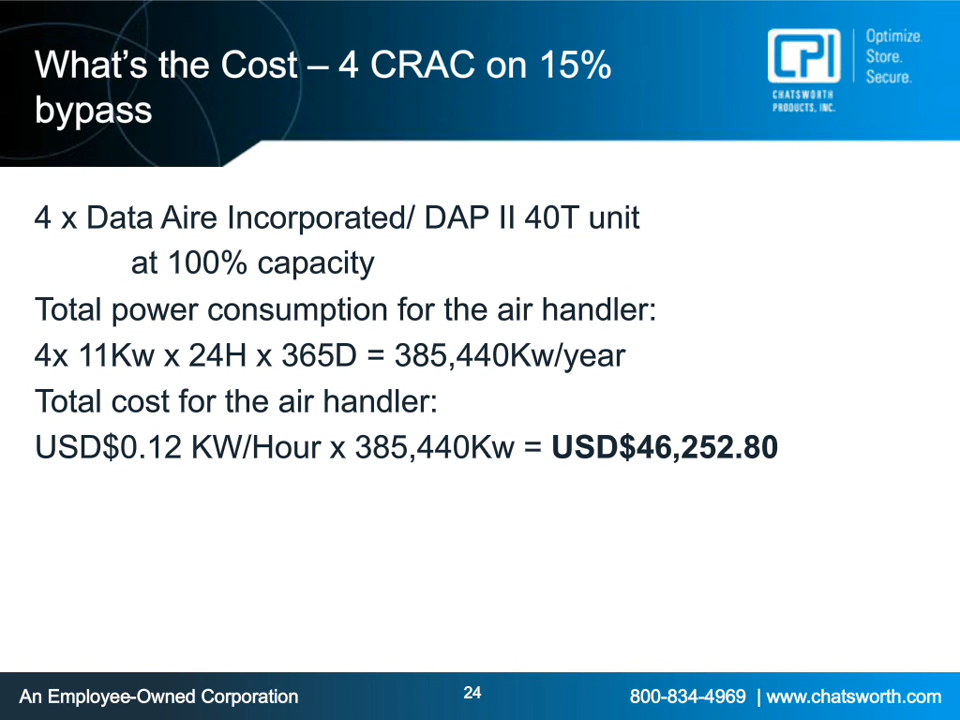 What's the Cost – 4 CRAC on 15%
bypass
CPI
CHATSWORTH
PRODUCTS, INC.
Optimize.
Store.
Secure.
4 x Data Aire Incorporated/ DAP II 40T unit
at 100% capacity
Total power consumption for the air handler:
4x 11Kw x 24H x 365D = 385,440Kw/year
Total cost for the air handler:
USD$0.12 KW/Hour x 385,440Kw = USD$46,252.80
An Employee-Owned Corporation
24
800-834-4969 | www.chatsworth.com